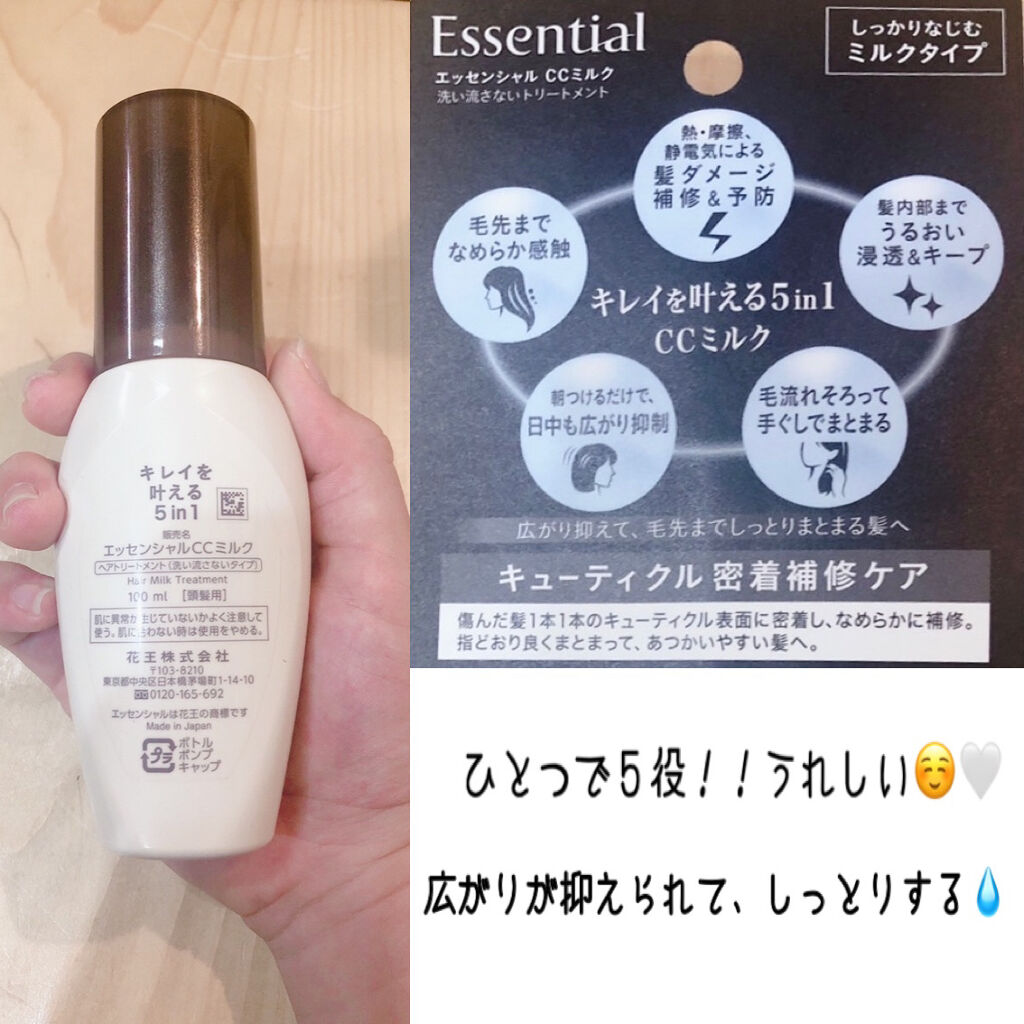 キレイを
叶える
5in1
販売名
エッセンシャルCCミルク
ヘアトリートメント(洗い流さないタイプ)
Hair Milk Treatment
100 ml [頭髪用]
肌に異常が生じていないかよく注意して
使う。肌に合わない時は使用をやめる。
花王株式会社
〒103-8210
東京都中央区日本橋茅場町1-14-10
0120-165-692
エッセンシャルは花王の商標です
Made in Japan
プラ
ボトル
ポンプ
キャップ
Essential
エッセンシャル CCミルク
洗い流さないトリートメント
しっかりなじむ
ミルクタイプ
熱・摩擦、
静電気による
髪ダメージ
補修&予防
毛先まで
なめらか感触
髪内部まで
うるおい
浸透&キープ
キレイを叶える5in1
CCミルク
朝つけるだけで、
日中も広がり抑制
毛流れそろって
手ぐしでまとまる
広がり抑えて、毛先までしっとりまとまる髪へ
キューティクル 密着補修ケア
傷んだ髪1本1本のキューティクル表面に密着し、なめらかに補修。
指どおり良くまとまって、あつかいやすい髪へ。
ひとつで5役!!うれしい☺️🤍
広がりが抑えられて、しっとりする💧